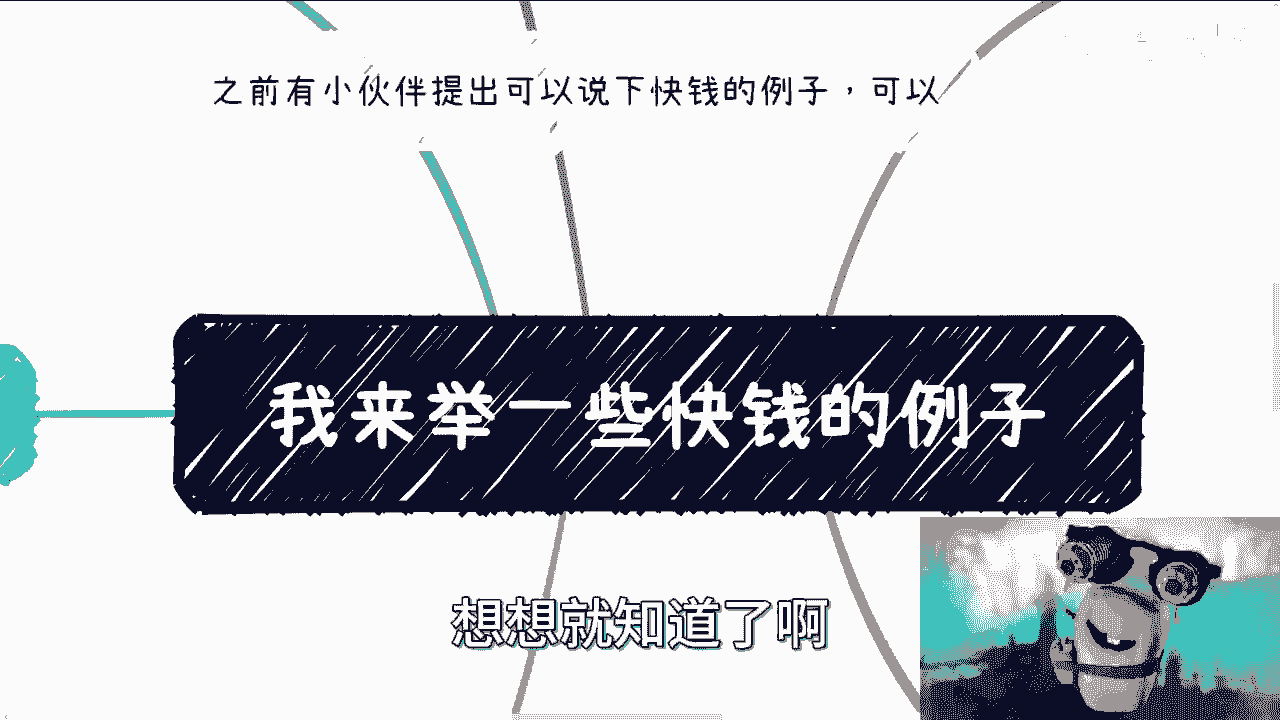 之前有小伙伴提出可以说下快钱的例子，可以
我来举一些快钱的例子
想想就知道了啊